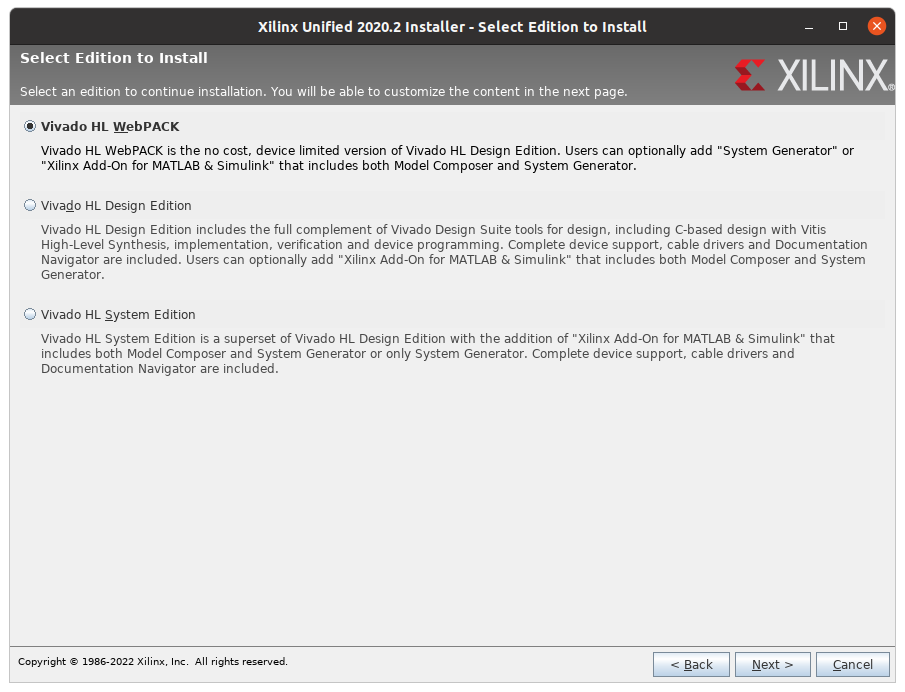 Xilinx Unified 2020.2 Installer - Select Edition to Install
Select Edition to Install
Select an edition to continue installation. You will be able to customize the content in the next page.
XILINX®
Vivado HL WebPACK
Vivado HL WebPACK is the no cost, device limited version of Vivado HL Design Edition. Users can optionally add "System Generator" or
"Xilinx Add-On for MATLAB & Simulink" that includes both Model Composer and System Generator.
Vivado HL Design Edition
Vivado HL Design Edition includes the full complement of Vivado Design Suite tools for design, including C-based design with Vitis
High-Level Synthesis, implementation, verification and device programming. Complete device support, cable drivers and Documentation
Navigator are included. Users can optionally add "Xilinx Add-On for MATLAB & Simulink" that includes both Model Composer and System
Generator.
Vivado HL System Edition
Vivado HL System Edition is a superset of Vivado HL Design Edition with the addition of "Xilinx Add-On for MATLAB & Simulink" that
includes both Model Composer and System Generator or only System Generator. Complete device support, cable drivers and
Documentation Navigator are included.
Copyright © 1986-2022 Xilinx, Inc. All rights reserved.
< Back
Next >
Cancel